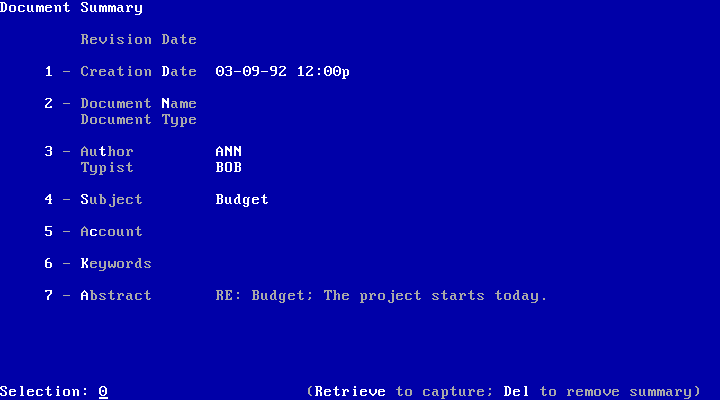 Document Summary
Revision Date
1 - Creation Date 03-09-92 12:00p
2 - Document Name
Document Type
3 - Author ANN
Typist BOB
4 - Subject Budget
5 - Account
6 - Keywords
7 - Abstract RE: Budget; The project starts today.
Selection: 0 (Retrieve to capture; Del to remove summary)